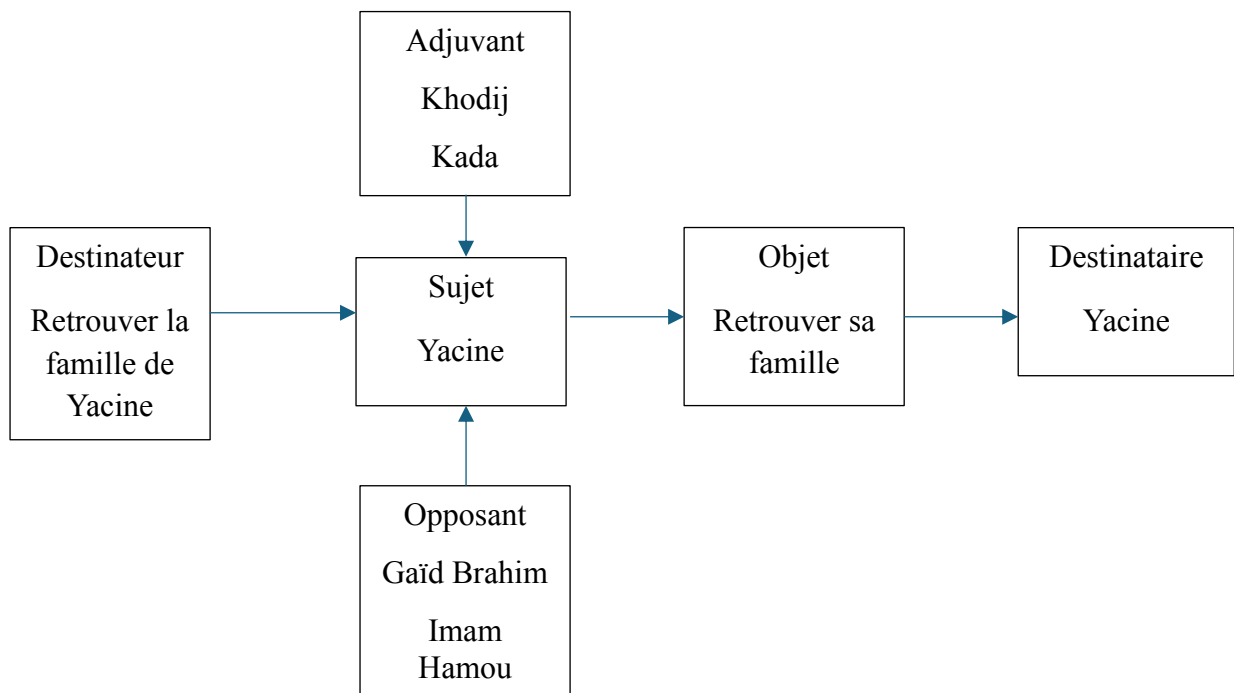 Adjuvant
Khodij
Kada
Destinateur
Retrouver la
famille de
Yacine
Sujet
Yacine
Objet
Retrouver sa
famille
Destinataire
Yacine
Opposant
Gaïd Brahim
Imam
Hamou